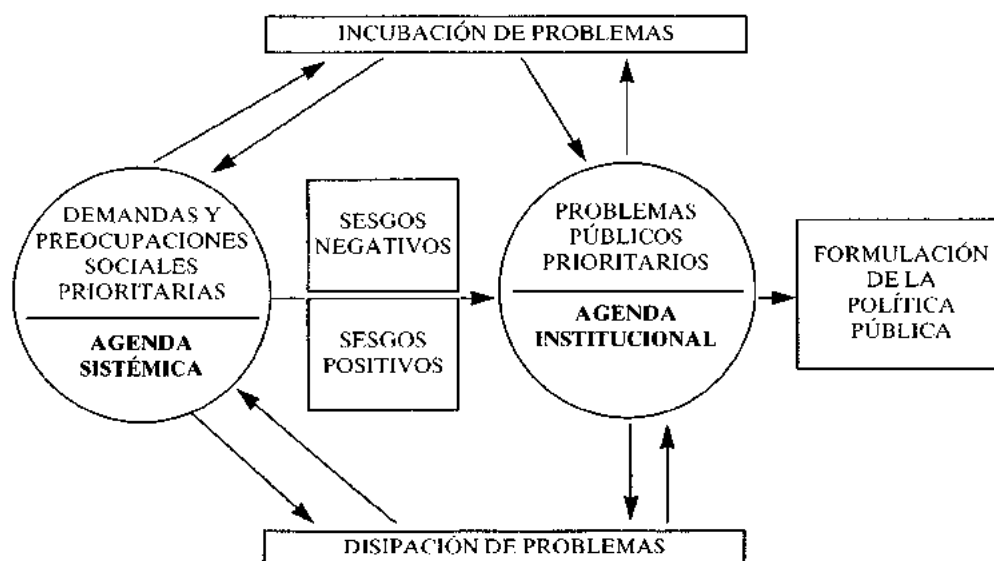 INCUBACIÓN DE PROBLEMAS
DEMANDAS Y
PREOCUPACIONES
SOCIALES
PRIORITARIAS
AGENDA
SISTÉMICA
SESGOS
NEGATIVOS
SESGOS
POSITIVOS
PROBLEMAS
PÚBLICOS
PRIORITARIOS
AGENDA
INSTITUCIONAL
FORMULACIÓN
DE LA
POLÍTICA
PÚBLICA
DISIPACIÓN DE PROBLEMAS